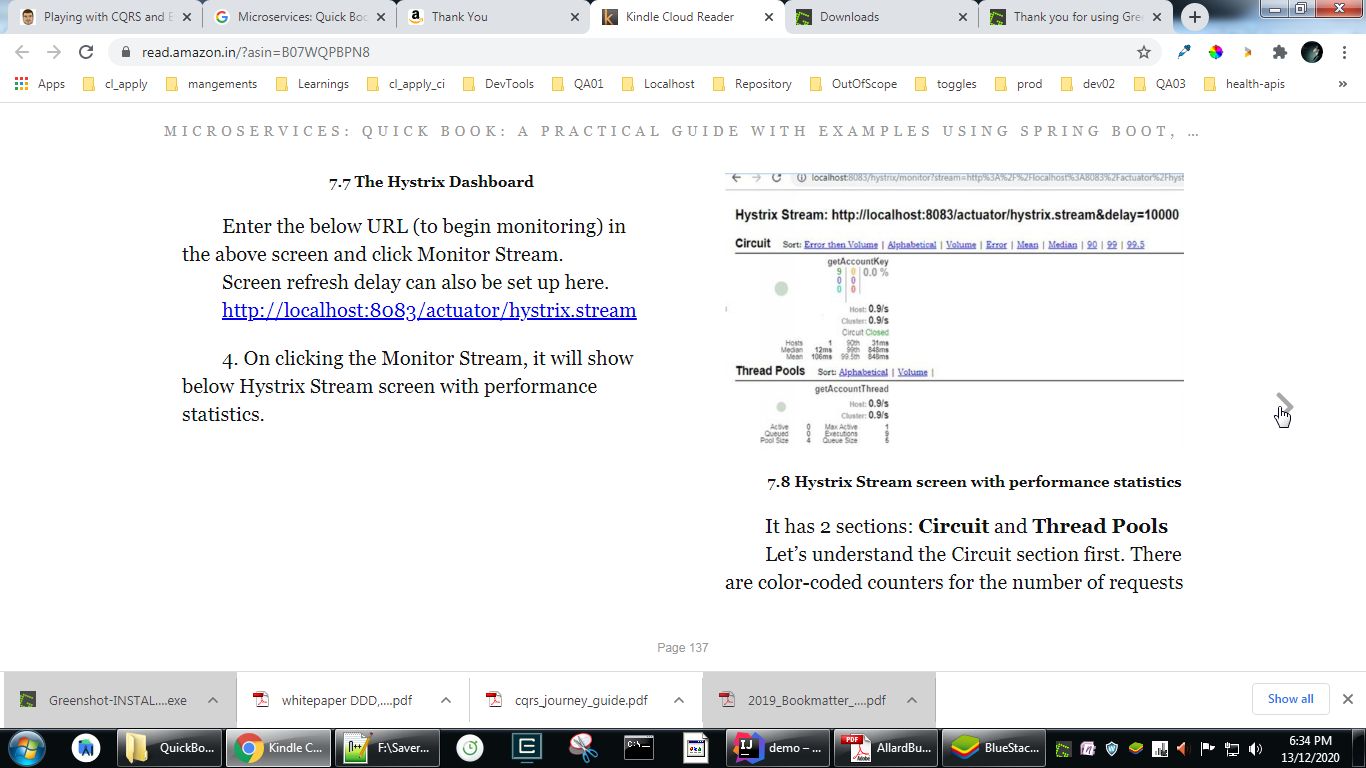 Playing with CQRS and E
Microservices: Quick Boo
Thank You
Kindle Cloud Reader
Downloads
Thank you for using Gre
read.amazon.in/?asin=B07WQPBPN8
Apps cl_apply mangements Learnings cl_apply_ci DevTools QA01 Localhost Repository OutOfScope toggles prod dev02 QA03 health-apis »
MICROSERVICES: QUICK BOOK: A PRACTICAL GUIDE WITH EXAMPLES USING SPRING BOOT, …
7.7 The Hystrix Dashboard
Enter the below URL (to begin monitoring) in
the above screen and click Monitor Stream.
Screen refresh delay can also be set up here.
http://localhost:8083/actuator/hystrix.stream
4. On clicking the Monitor Stream, it will show
below Hystrix Stream screen with performance
statistics.
localhost:8083/hystrix/monitor?stream=http%3A%2F%2Flocalhost%3A8083%2Factuator%2Fhyst
Hystrix Stream: http://localhost:8083/actuator/hystrix.stream&delay=10000
Circuit Sort: Error then Volume | Alphabetical | Volume | Error | Mean | Median | 90 | 99 | 99.5
getAccountKey
9 0 0.0 %
0 0
0 0
Host: 0.9/s
Cluster: 0.9/s
Circuit Closed
Hosts 1 90th 31ms
Median 12ms 99th 848ms
Mean 106ms 99.5th 848ms
Thread Pools Sort: Alphabetical | Volume |
getAccountThread
Host: 0.9/s
Cluster: 0.9/s
Active 0 Max Active 1
Queued 0 Executions 9
Pool Size 4 Queue Size 5
7.8 Hystrix Stream screen with performance statistics
It has 2 sections: Circuit and Thread Pools
Let’s understand the Circuit section first. There
are color-coded counters for the number of requests
Page 137
Greenshot-INSTAL....exe
whitepaper DDD,....pdf
cqrs_journey_guide.pdf
2019_Bookmatter_....pdf
Show all
QuickBo...
Kindle C...
F:\Saver...
demo – ...
AllardBu...
BlueStac...
6:34 PM
13/12/2020